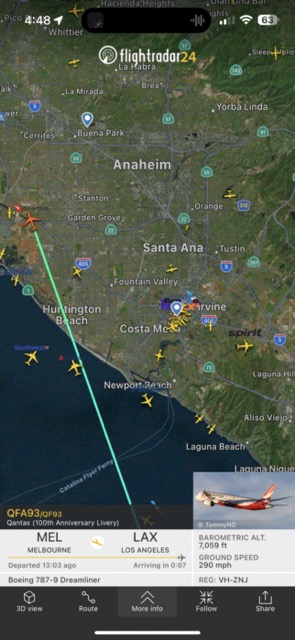 4:48
63
Hacienda Heights
Pico
Whittier
flightradar24
La Habra
Brea
La Mirada
Yorba Linda
Cerritos
Buena Park
Anaheim
Stanton
Orange
Garden Grove
Santa Ana
Tustin
Fountain Valley
Huntington
Beach
Irvine
Costa Me
spirit
Southwest
Newport Beach
Laguna Hil
Aliso Viejo
Laguna Beach
Laguna Niguel
Catalina Flyer Ferry
QFA93/QF93
Qantas (100th Anniversary Livery)
© TommyNG
MEL
LAX
MELBOURNE
LOS ANGELES
Departed 13:03 ago
Arriving in 0:07
Boeing 787-9 Dreamliner
BAROMETRIC ALT.
7,059 ft
GROUND SPEED
290 mph
REG: VH-ZNJ
3D view
Route
More info
Follow
Share